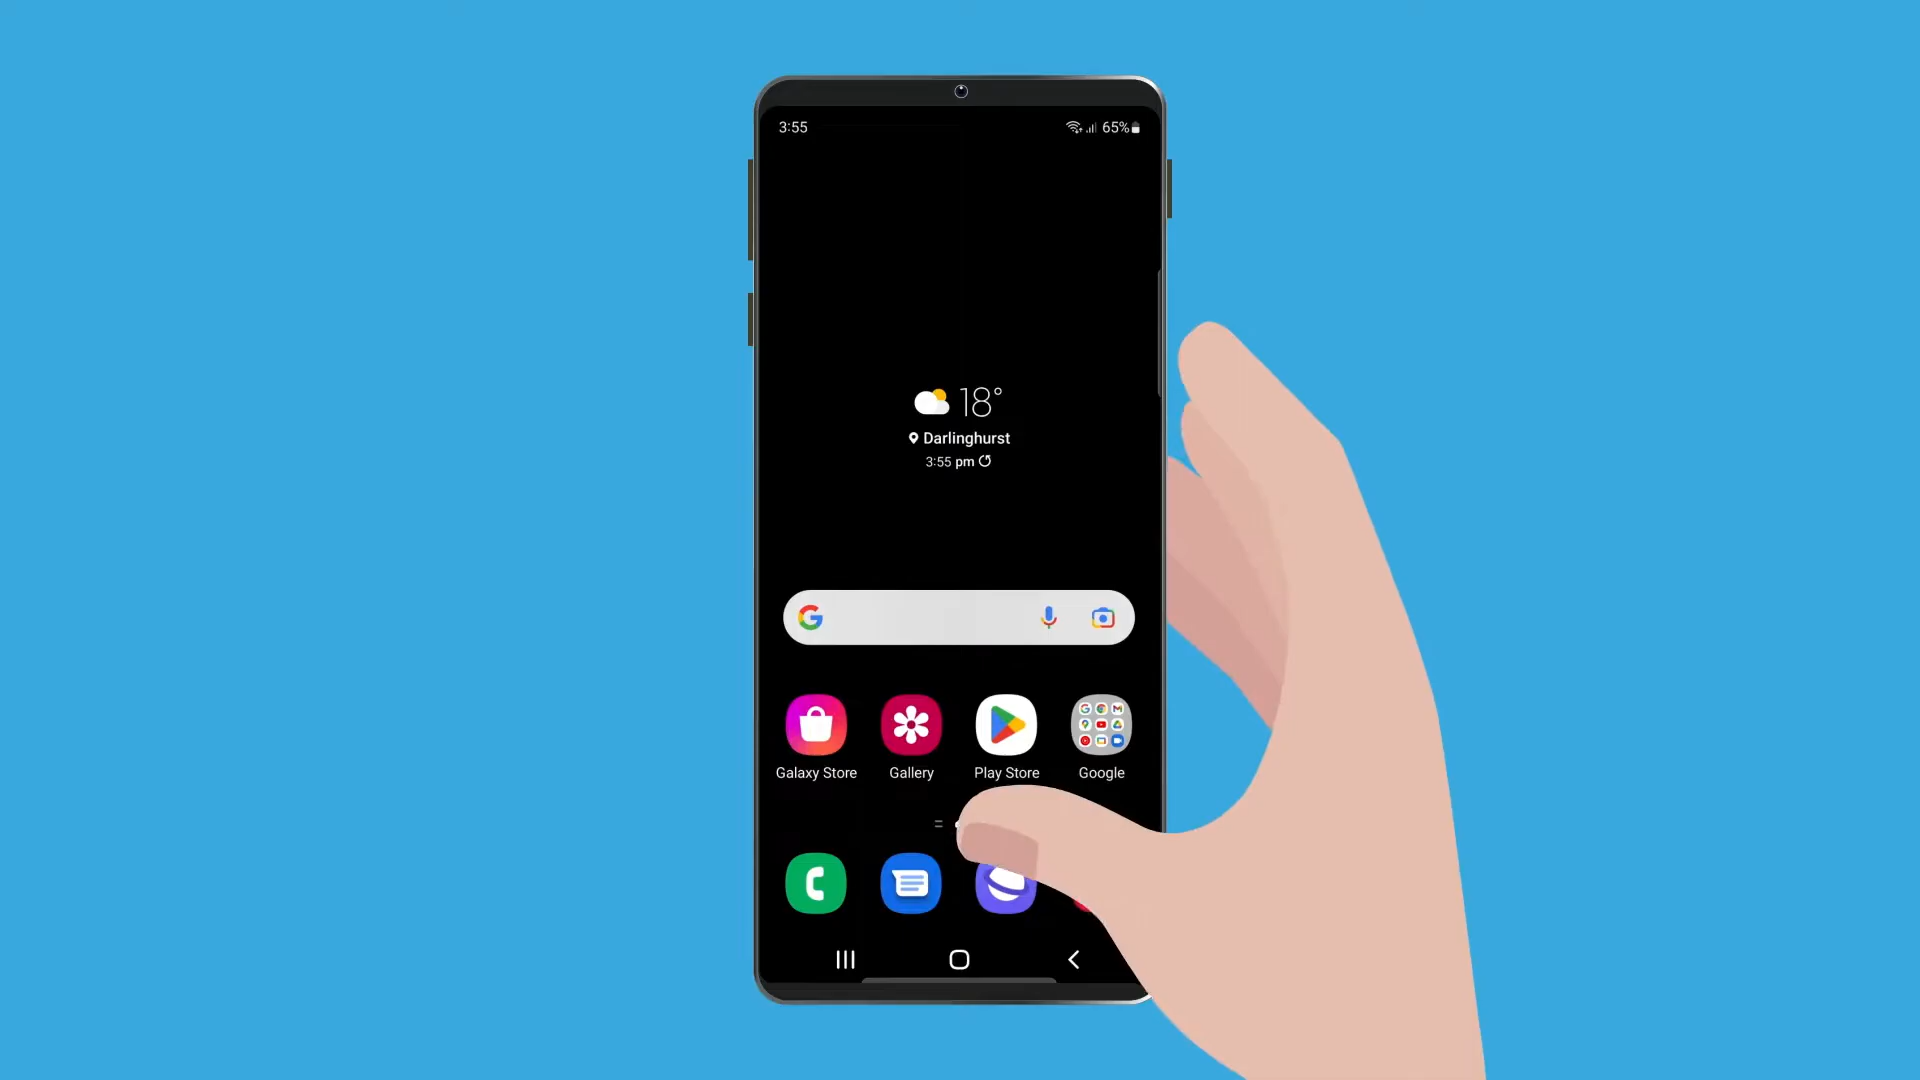 3:55
65%
18°
Darlinghurst
3:55 pm
Galaxy Store
Gallery
Play Store
Google